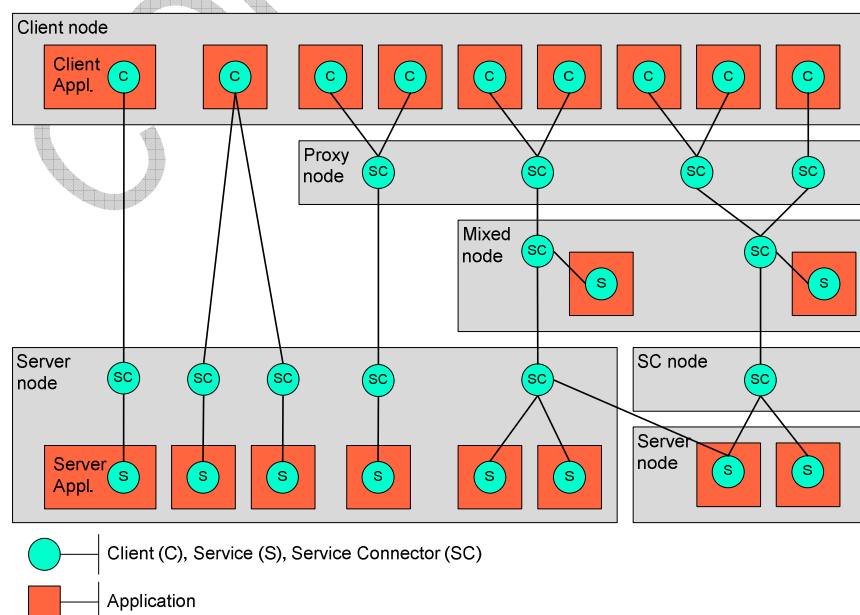 Client node
Client
Appl.
C
C
C
C
C
C
C
C
C
Proxy
node
SC
SC
SC
SC
Mixed
node
SC
S
SC
S
Server
node
SC
SC
SC
SC
SC
SC node
SC
Server
Appl.
S
S
S
S
S
S
Server
node
S
S
Client (C), Service (S), Service Connector (SC)
Application